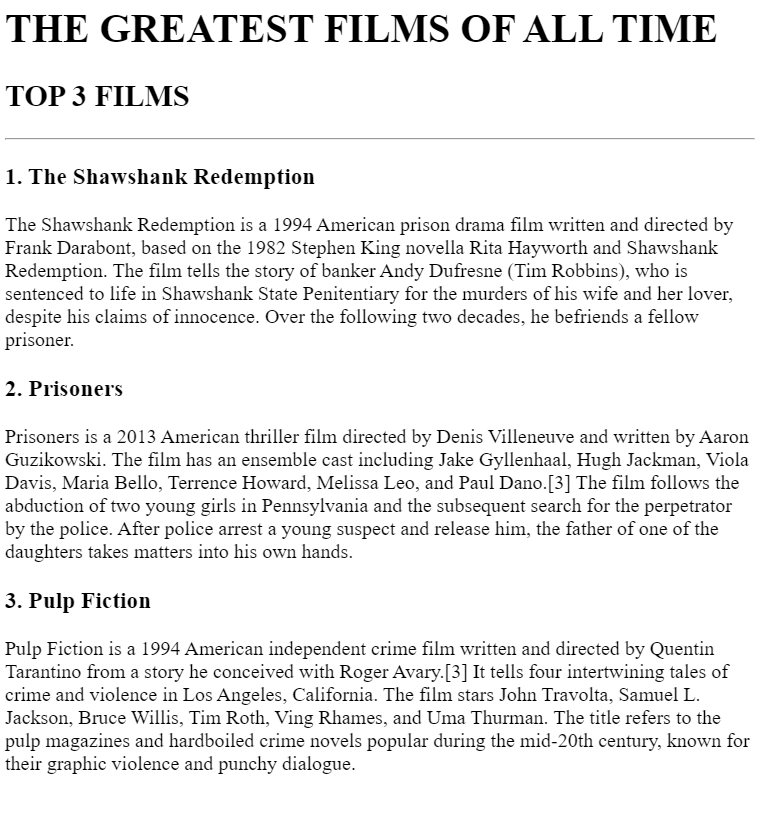 THE GREATEST FILMS OF ALL TIME
TOP 3 FILMS
1. The Shawshank Redemption
The Shawshank Redemption is a 1994 American prison drama film written and directed by
Frank Darabont, based on the 1982 Stephen King novella Rita Hayworth and Shawshank
Redemption. The film tells the story of banker Andy Dufresne (Tim Robbins), who is
sentenced to life in Shawshank State Penitentiary for the murders of his wife and her lover,
despite his claims of innocence. Over the following two decades, he befriends a fellow
prisoner.
2. Prisoners
Prisoners is a 2013 American thriller film directed by Denis Villeneuve and written by Aaron
Guzikowski. The film has an ensemble cast including Jake Gyllenhaal, Hugh Jackman, Viola
Davis, Maria Bello, Terrence Howard, Melissa Leo, and Paul Dano.[3] The film follows the
abduction of two young girls in Pennsylvania and the subsequent search for the perpetrator
by the police. After police arrest a young suspect and release him, the father of one of the
daughters takes matters into his own hands.
3. Pulp Fiction
Pulp Fiction is a 1994 American independent crime film written and directed by Quentin
Tarantino from a story he conceived with Roger Avary.[3] It tells four intertwining tales of
crime and violence in Los Angeles, California. The film stars John Travolta, Samuel L.
Jackson, Bruce Willis, Tim Roth, Ving Rhames, and Uma Thurman. The title refers to the
pulp magazines and hardboiled crime novels popular during the mid-20th century, known for
their graphic violence and punchy dialogue.